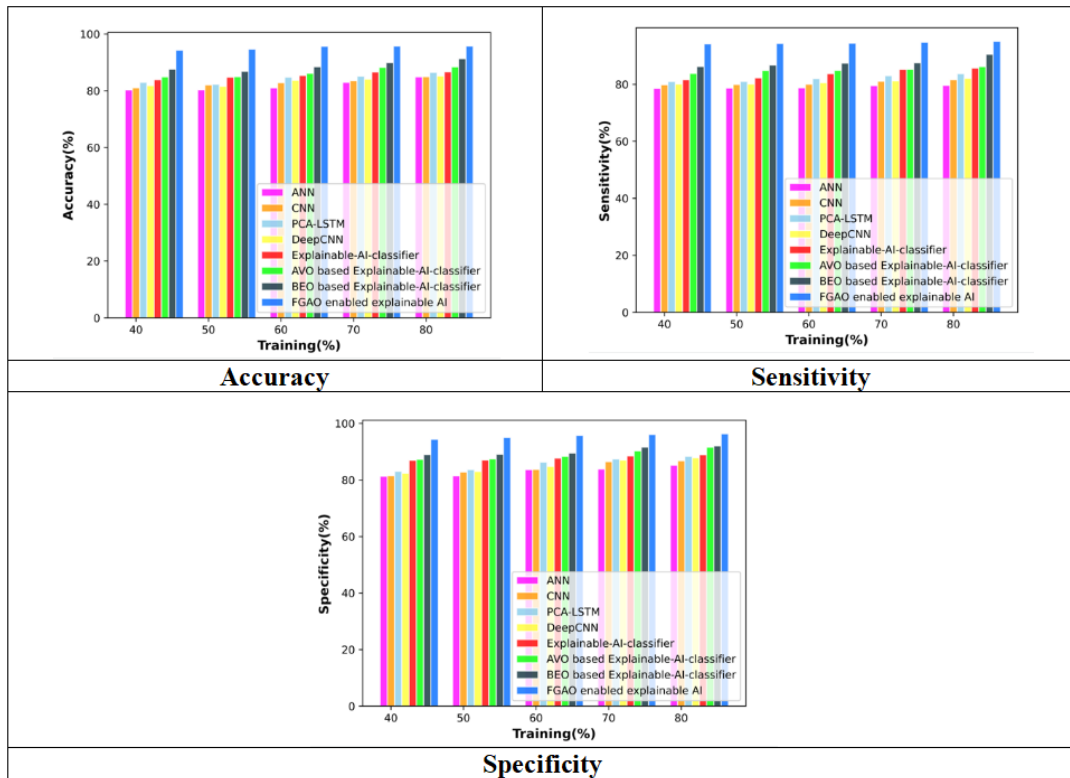 100
80
60
40
20
0
Accuracy(%)
ANN
CNN
PCA-LSTM
DeepCNN
Explainable-AI-classifier
AVO based Explainable-AI-classifier
BEO based Explainable-AI-classifier
FGAO enabled explainable AI
40 50 60 70 80
Training(%)
Accuracy
80
60
40
20
0
Sensitivity(%)
ANN
CNN
PCA-LSTM
DeepCNN
Explainable-AI-classifier
AVO based Explainable-AI-classifier
BEO based Explainable-AI-classifier
FGAO enabled explainable AI
40 50 60 70 80
Training(%)
Sensitivity
100
80
60
40
20
0
Specificity(%)
ANN
CNN
PCA-LSTM
DeepCNN
Explainable-AI-classifier
AVO based Explainable-AI-classifier
BEO based Explainable-AI-classifier
FGAO enabled explainable AI
40 50 60 70 80
Training(%)
Specificity